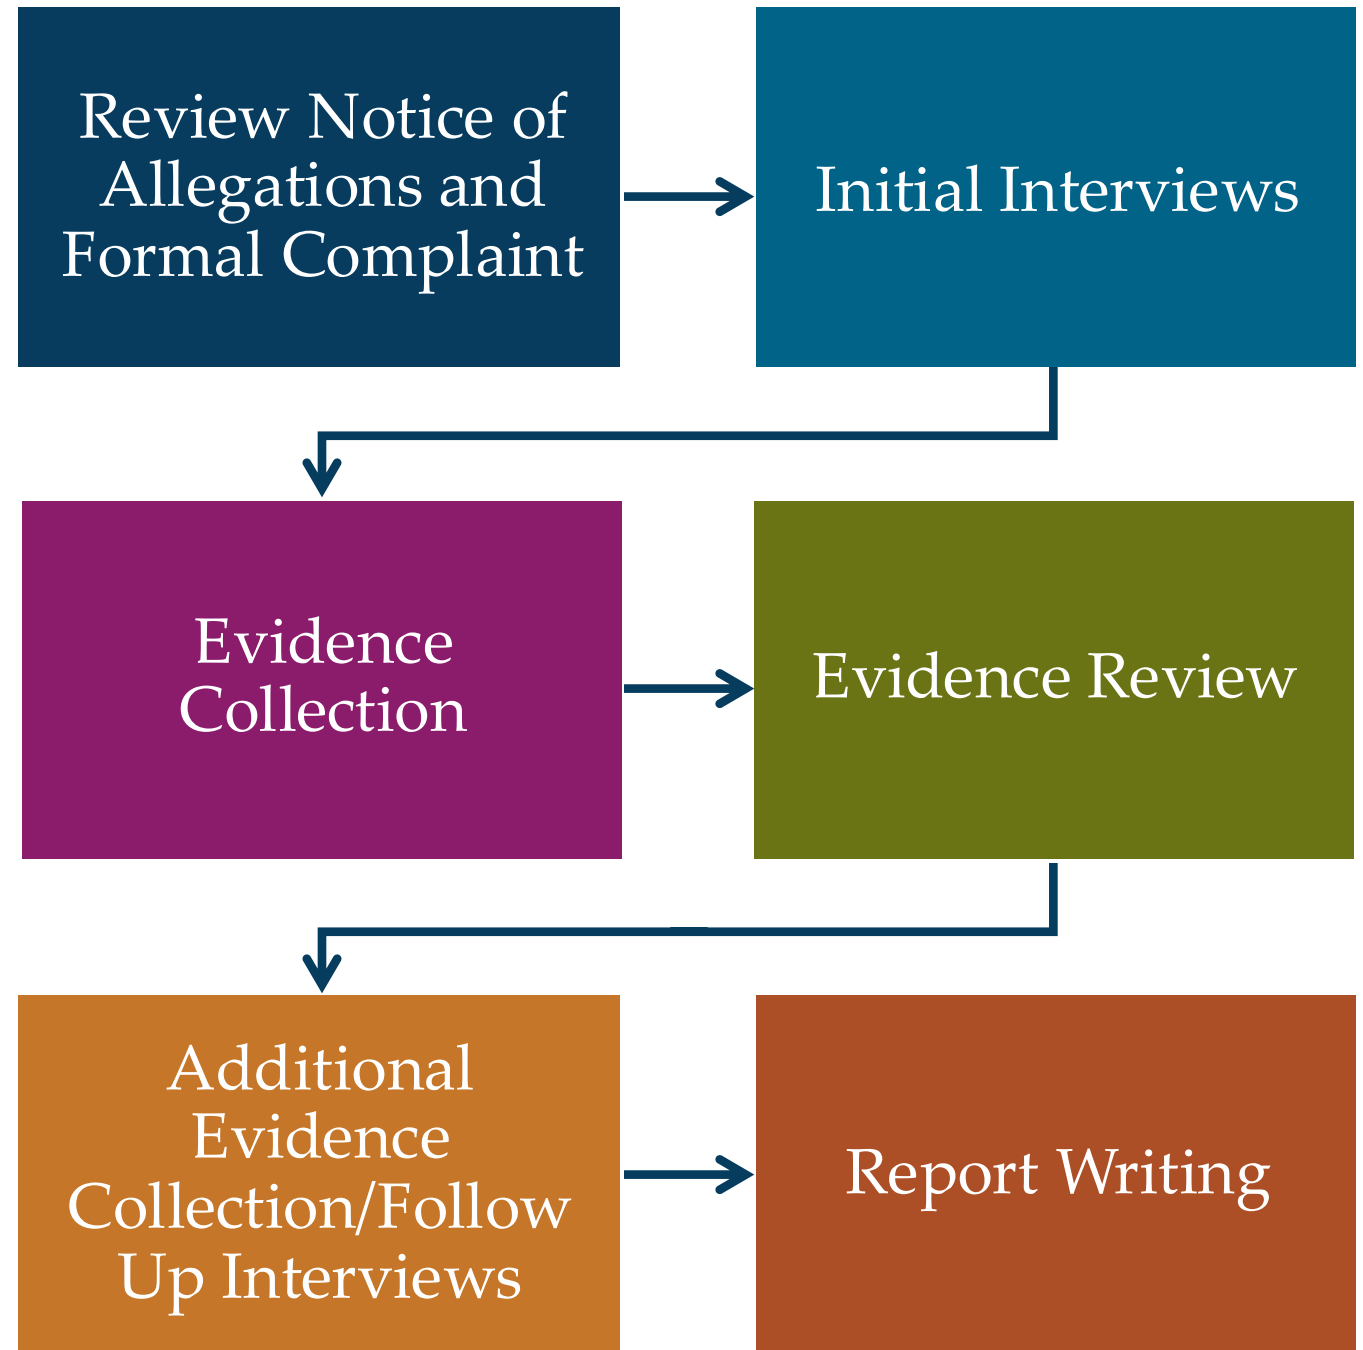 Review Notice of
Allegations and
Formal Complaint
Initial Interviews
Evidence
Collection
Evidence Review
Additional
Evidence
Collection/Follow
Up Interviews
Report Writing